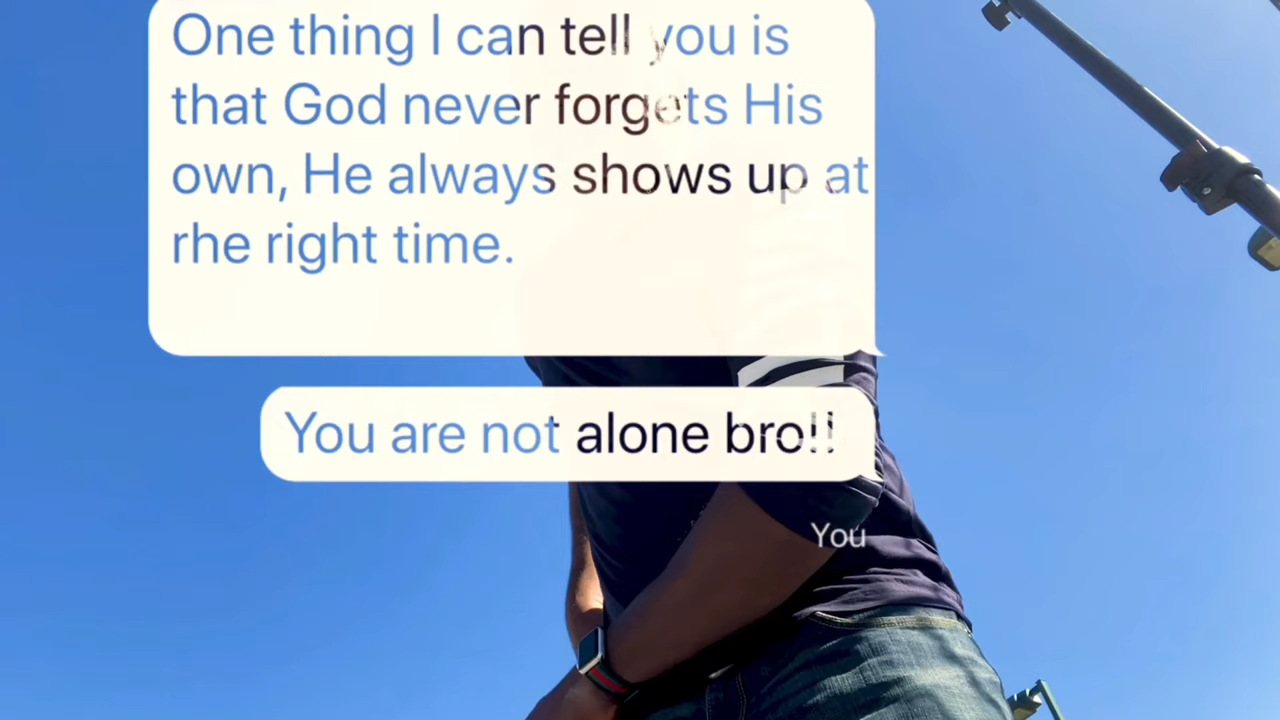 One thing I can tell you is
that God never forgets His
own, He always shows up at
rhe right time.
You are not alone bro!!
You